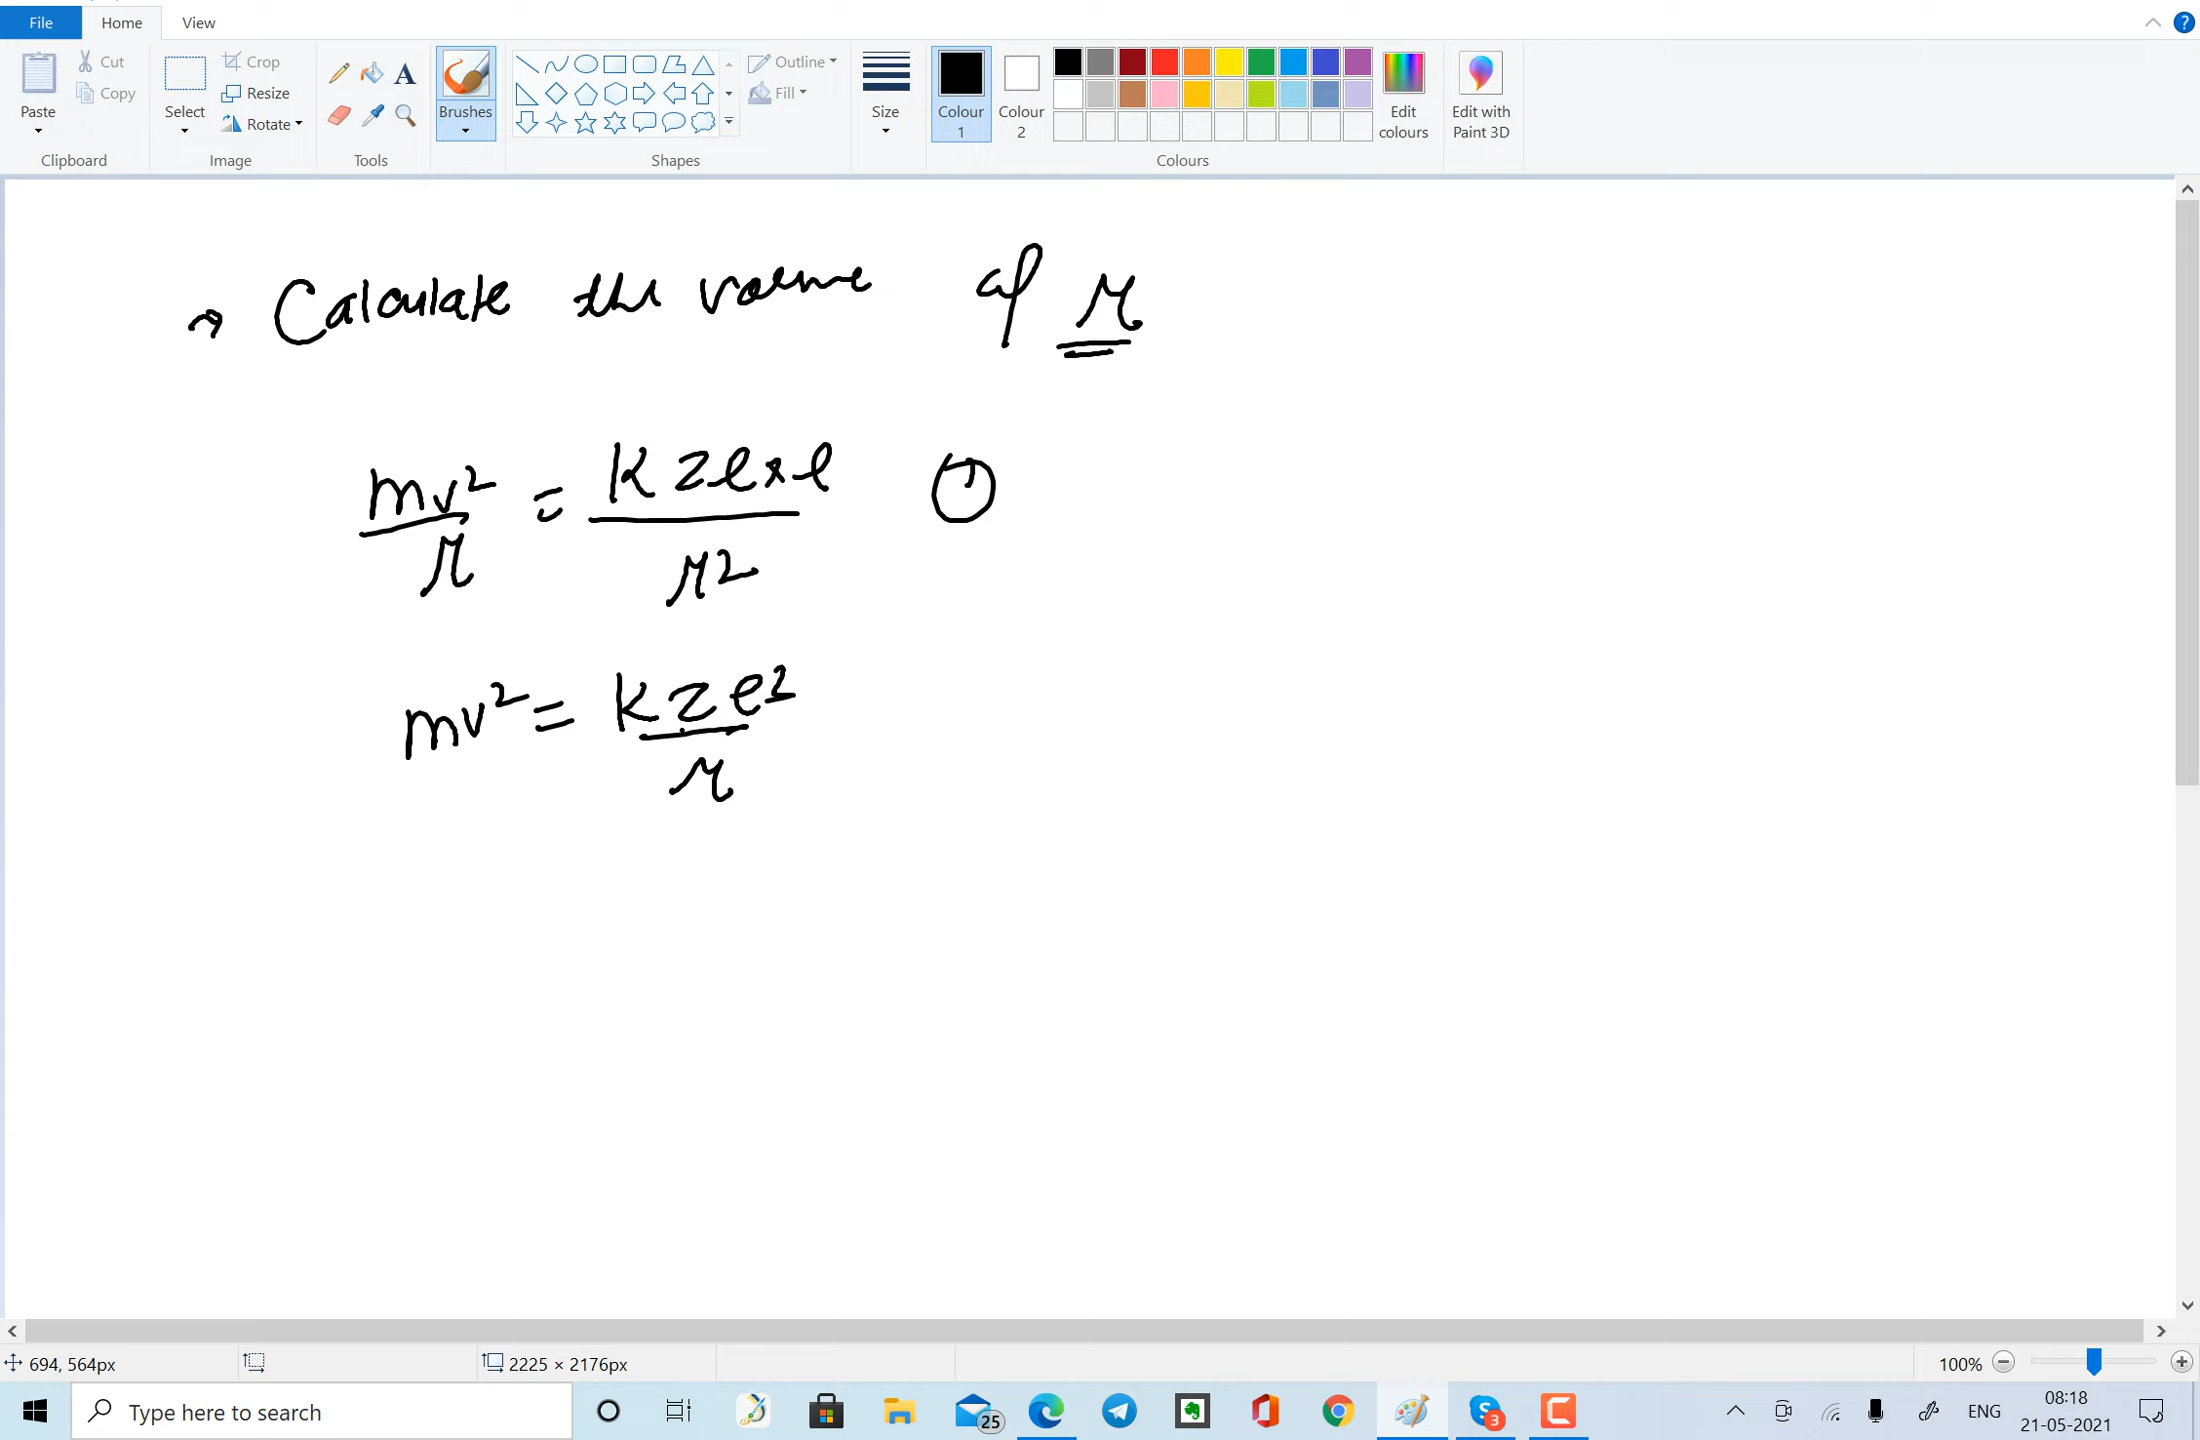 File Home View
Paste Cut Copy Clipboard
Select Crop Resize Rotate Image
A Tools
Brushes
Shapes Outline Fill
Size
Colour 1 Colour 2 Edit colours Colours
Edit with Paint 3D
→ Calculate the value of r
mv²/r = KZe×e/r² ①
mv² = KZe²/r
694, 564px 2225 × 2176px 100%
Type here to search 25 3 ENG 08:18
21-05-2021